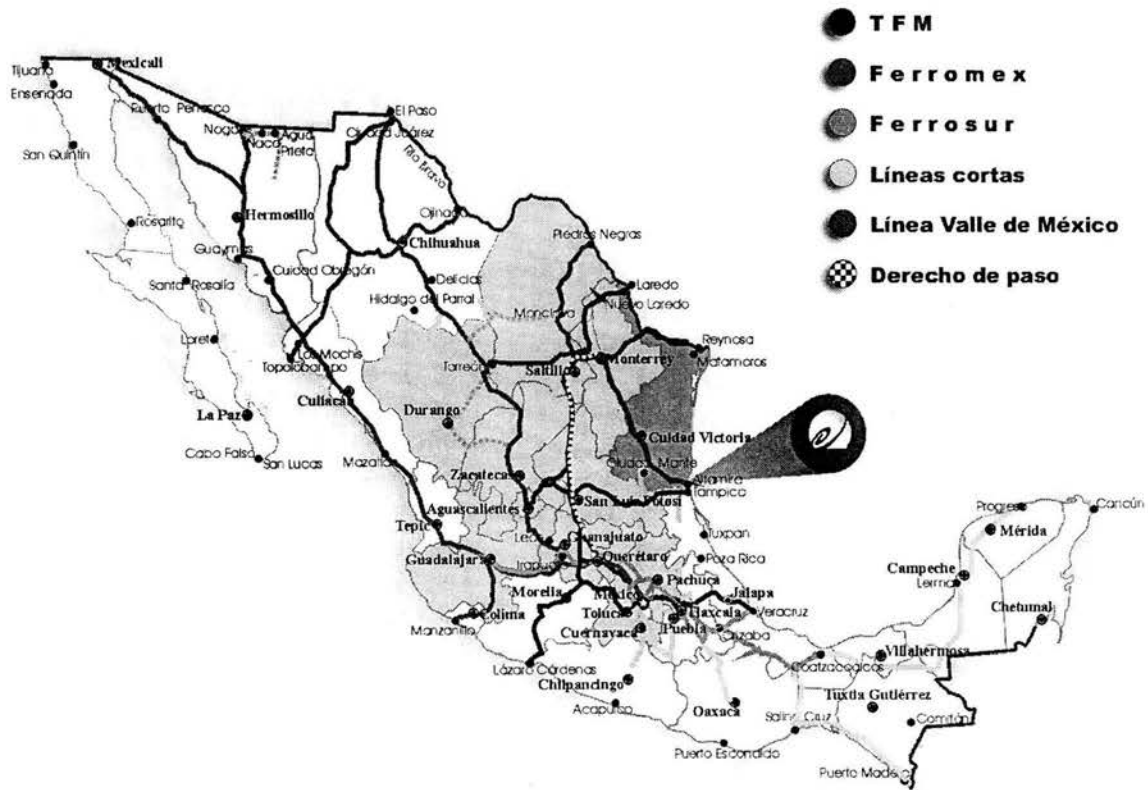 T F M
F e r r o m e x
F e r r o s u r
Líneas cortas
Línea Valle de México
Derecho de paso
Tijuana
Mexicali
Ensenada
Puerto Peñasco
El Paso
Nogales
Naco
Agua
Prieta
Ciudad Juárez
San Quintín
Río Bravo
Rosarito
Hermosillo
Ojinaga
Chihuahua
Piedras Negras
Guaymas
Cuidad Obregón
Santa Rosalía
Delicias
Laredo
Nuevo Laredo
Hidalgo del Parral
Monclova
Loreto
Los Mochis
Topolobampo
Torreón
Saltillo
Monterrey
Reynosa
Matamoros
Culiacán
La Paz
Durango
Cuidad Victoria
Cabo Falso
San Lucas
Mazatlán
Zacatecas
Ciudad Mante
Altamira
Tampico
San Luis Potosí
Aguascalientes
Tepic
León
Guanajuato
Tuxpan
Progreso
Cancún
Mérida
Guadalajara
Irapuato
Querétaro
Poza Rica
Pachuca
Campeche
Lerma
Morelia
México
Jalapa
Colima
Toluca
Tlaxcala
Veracruz
Chetumal
Manzanillo
Cuernavaca
Puebla
Orizaba
Villahermosa
Coatzacoalcos
Lázaro Cárdenas
Chilpancingo
Tuxtla Gutiérrez
Acapulco
Oaxaca
Salina Cruz
Comitán
Puerto Escondido
Puerto Madero